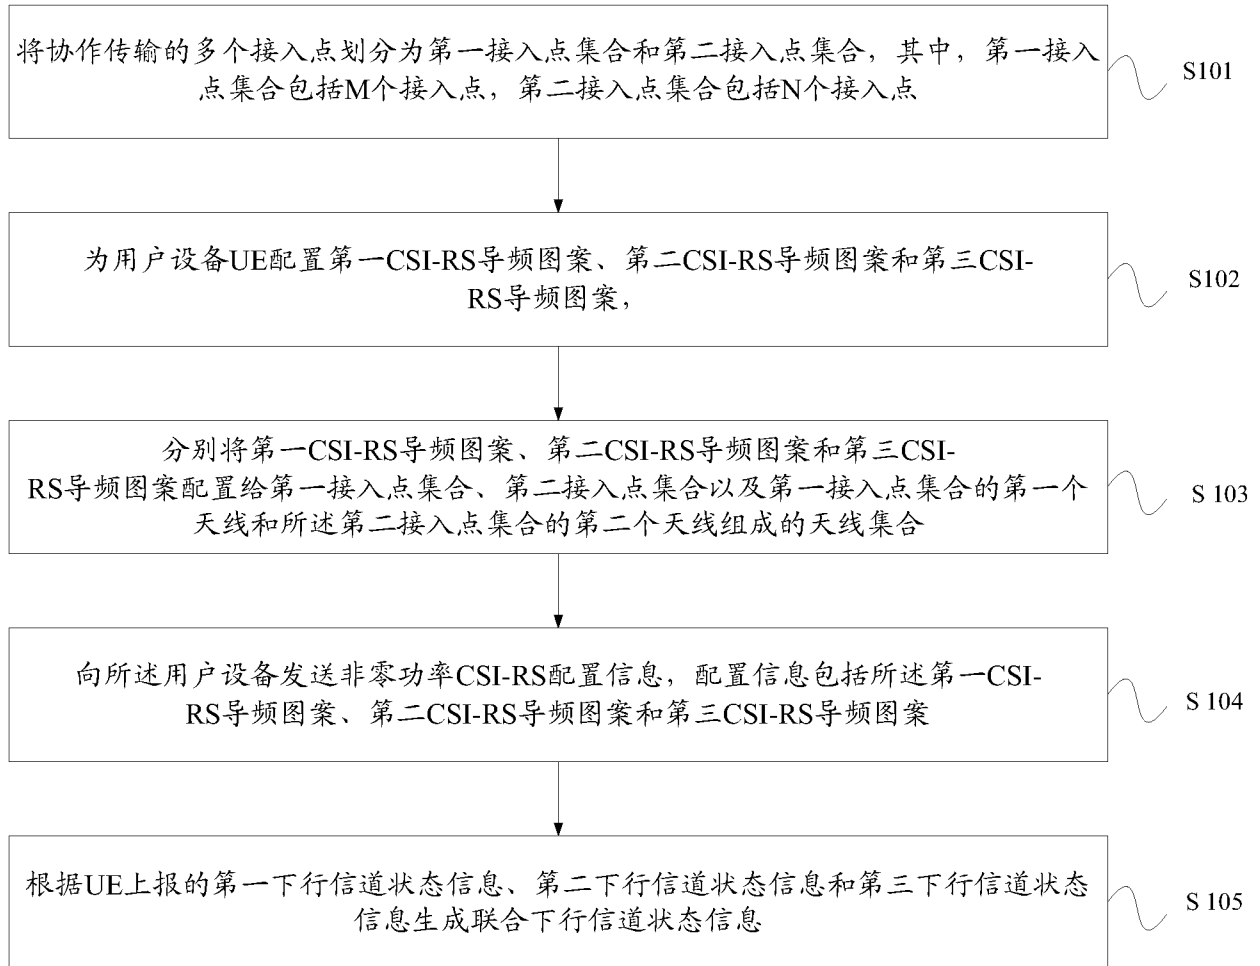 将协作传输的多个接入点划分为第一接入点集合和第二接入点集合，其中，第一接入
点集合包括M个接入点，第二接入点集合包括N个接入点
S101
为用户设备UE配置第一CSI-RS导频图案、第二CSI-RS导频图案和第三CSI-
RS导频图案，
S102
分别将第一CSI-RS导频图案、第二CSI-RS导频图案和第三CSI-
RS导频图案配置给第一接入点集合、第二接入点集合以及第一接入点集合的第一个
天线和所述第二接入点集合的第二个天线组成的天线集合
S 103
向所述用户设备发送非零功率CSI-RS配置信息，配置信息包括所述第一CSI-
RS导频图案、第二CSI-RS导频图案和第三CSI-RS导频图案
S 104
根据UE上报的第一下行信道状态信息、第二下行信道状态信息和第三下行信道状态
信息生成联合下行信道状态信息
S 105